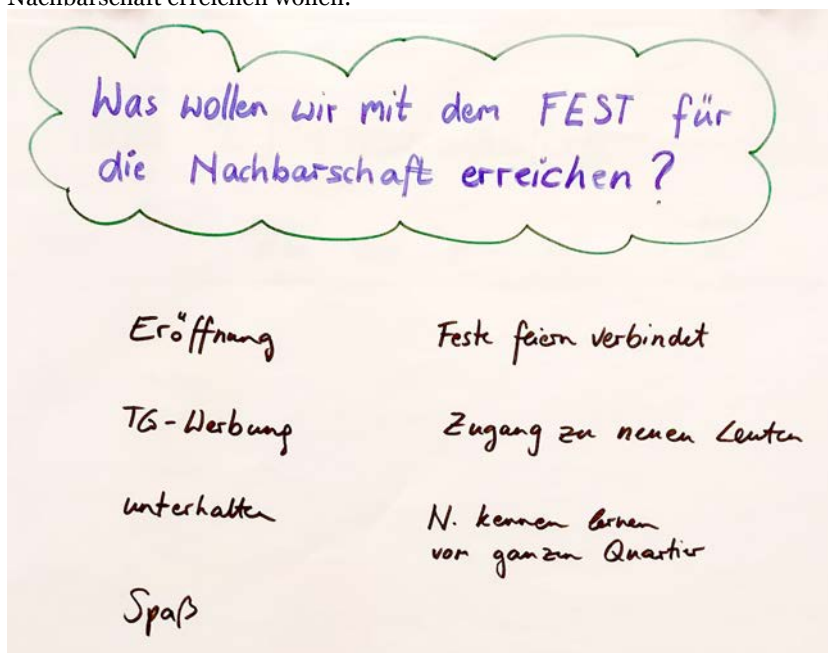 Nachbarschaft erreichen wollen:
Was wollen wir mit dem FEST für
die Nachbarschaft erreichen?
Eröffnung
TG-Werbung
unterhalten
Spaß
Feste feiern verbindet
Zugang zu neuen Leuten
N. kennen lernen
vom ganzen Quartier